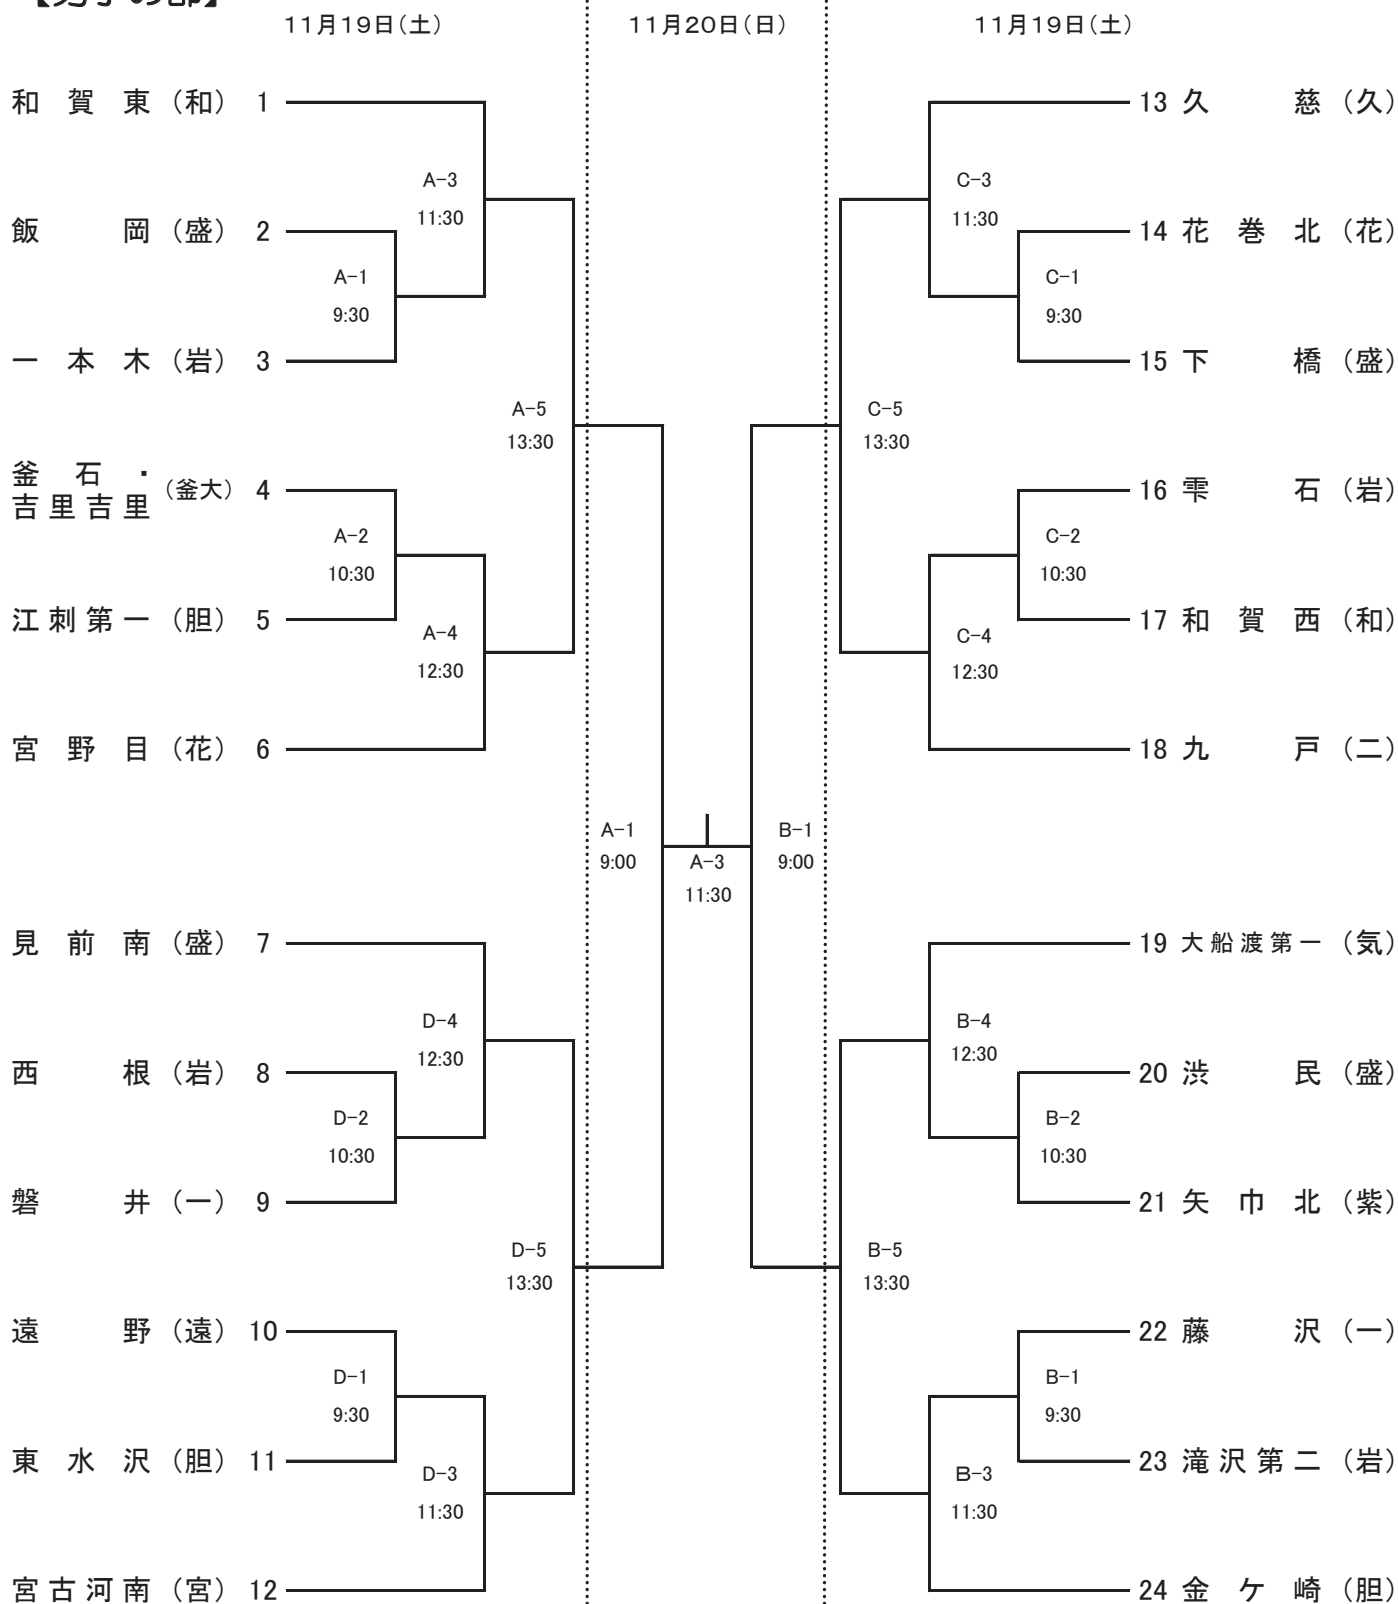 11月19日(土) 11月20日(日) 11月19日(土)
和賀東(和) 1
A-3
11:30
飯岡(盛) 2
A-1
9:30
一本木(岩) 3
A-5
13:30
釜石・
吉里吉里(釜大) 4
A-2
10:30
江刺第一(胆) 5
A-4
12:30
宮野目(花) 6
A-1
9:00
A-3
11:30
B-1
9:00
見前南(盛) 7
D-4
12:30
西根(岩) 8
D-2
10:30
磐井(一) 9
D-5
13:30
遠野(遠) 10
D-1
9:30
東水沢(胆) 11
D-3
11:30
宮古河南(宮) 12
13 久慈(久)
C-3
11:30
14 花巻北(花)
C-1
9:30
15 下橋(盛)
C-5
13:30
16 雫石(岩)
C-2
10:30
17 和賀西(和)
C-4
12:30
18 九戸(二)
19 大船渡第一(気)
B-4
12:30
20 渋民(盛)
B-2
10:30
21 矢巾北(紫)
B-5
13:30
22 藤沢(一)
B-1
9:30
23 滝沢第二(岩)
B-3
11:30
24 金ケ崎(胆)